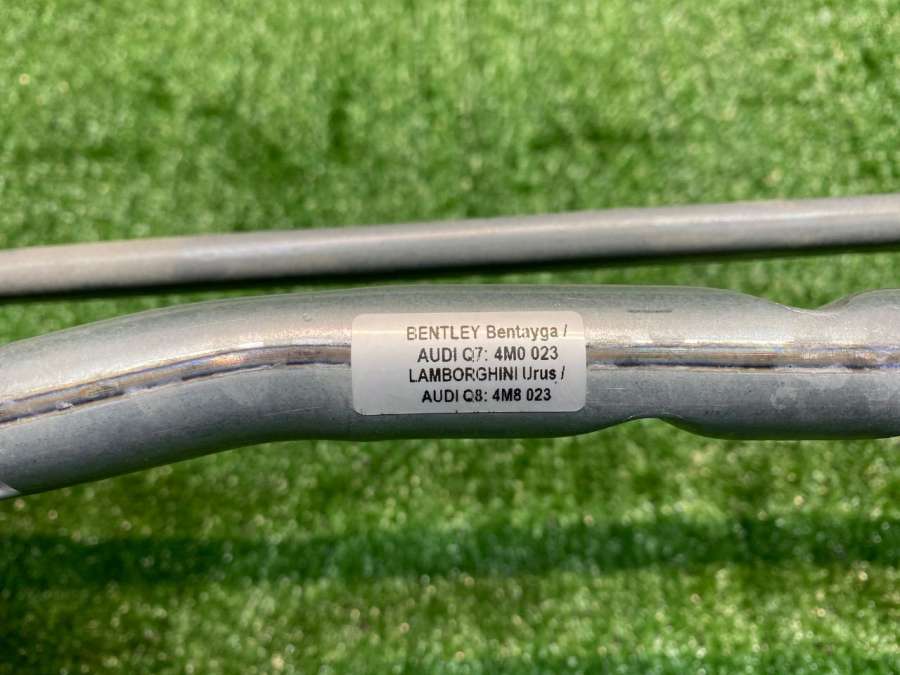 BENTLEY Bentayga /
AUDI Q7: 4M0 023
LAMBORGHINI Urus /
AUDI Q8: 4M8 023